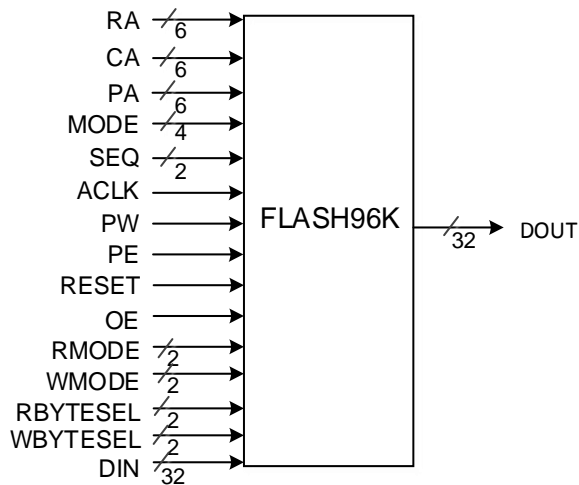 RA 6
CA 6
PA 6
MODE 4
SEQ 2
ACLK
PW
FLASH96K
PE
32 DOUT
RESET
OE
RMODE 2
WMODE 2
RBYTESEL 2
WBYTESEL 2
DIN 32